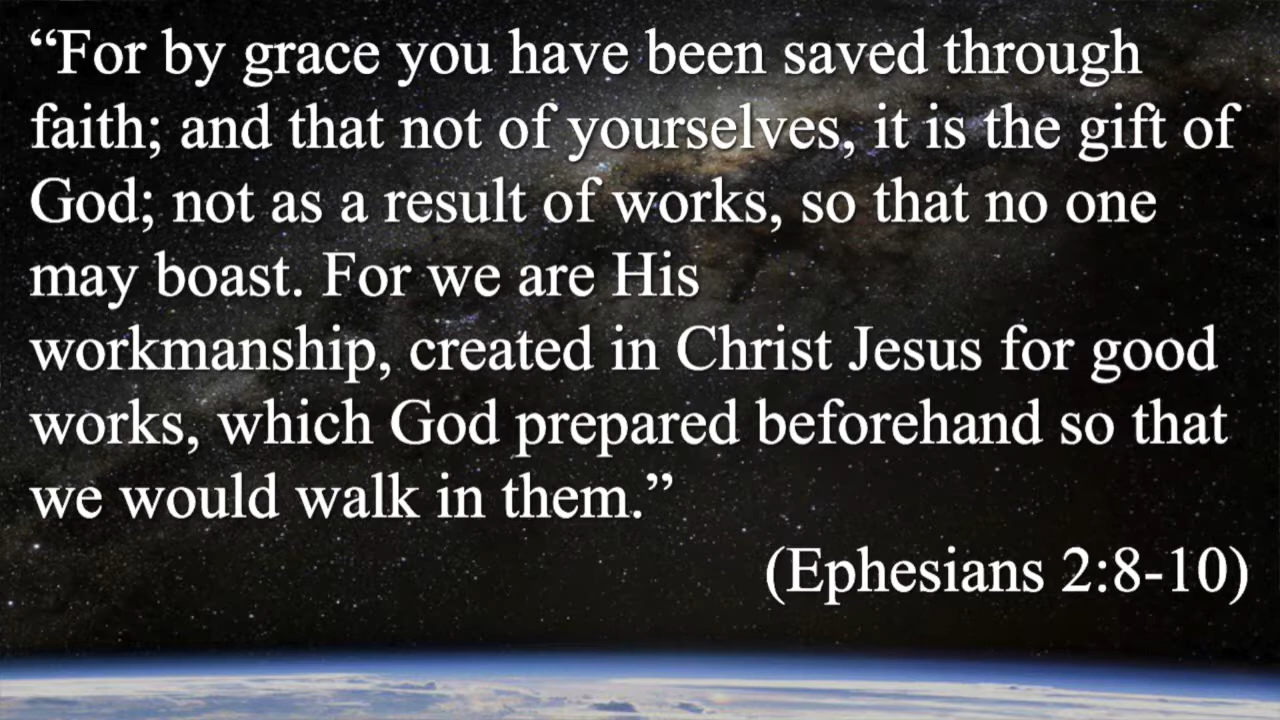 “For by grace you have been saved through
faith; and that not of yourselves, it is the gift of
God; not as a result of works, so that no one
may boast. For we are His
workmanship, created in Christ Jesus for good
works, which God prepared beforehand so that
we would walk in them.”
(Ephesians 2:8-10)